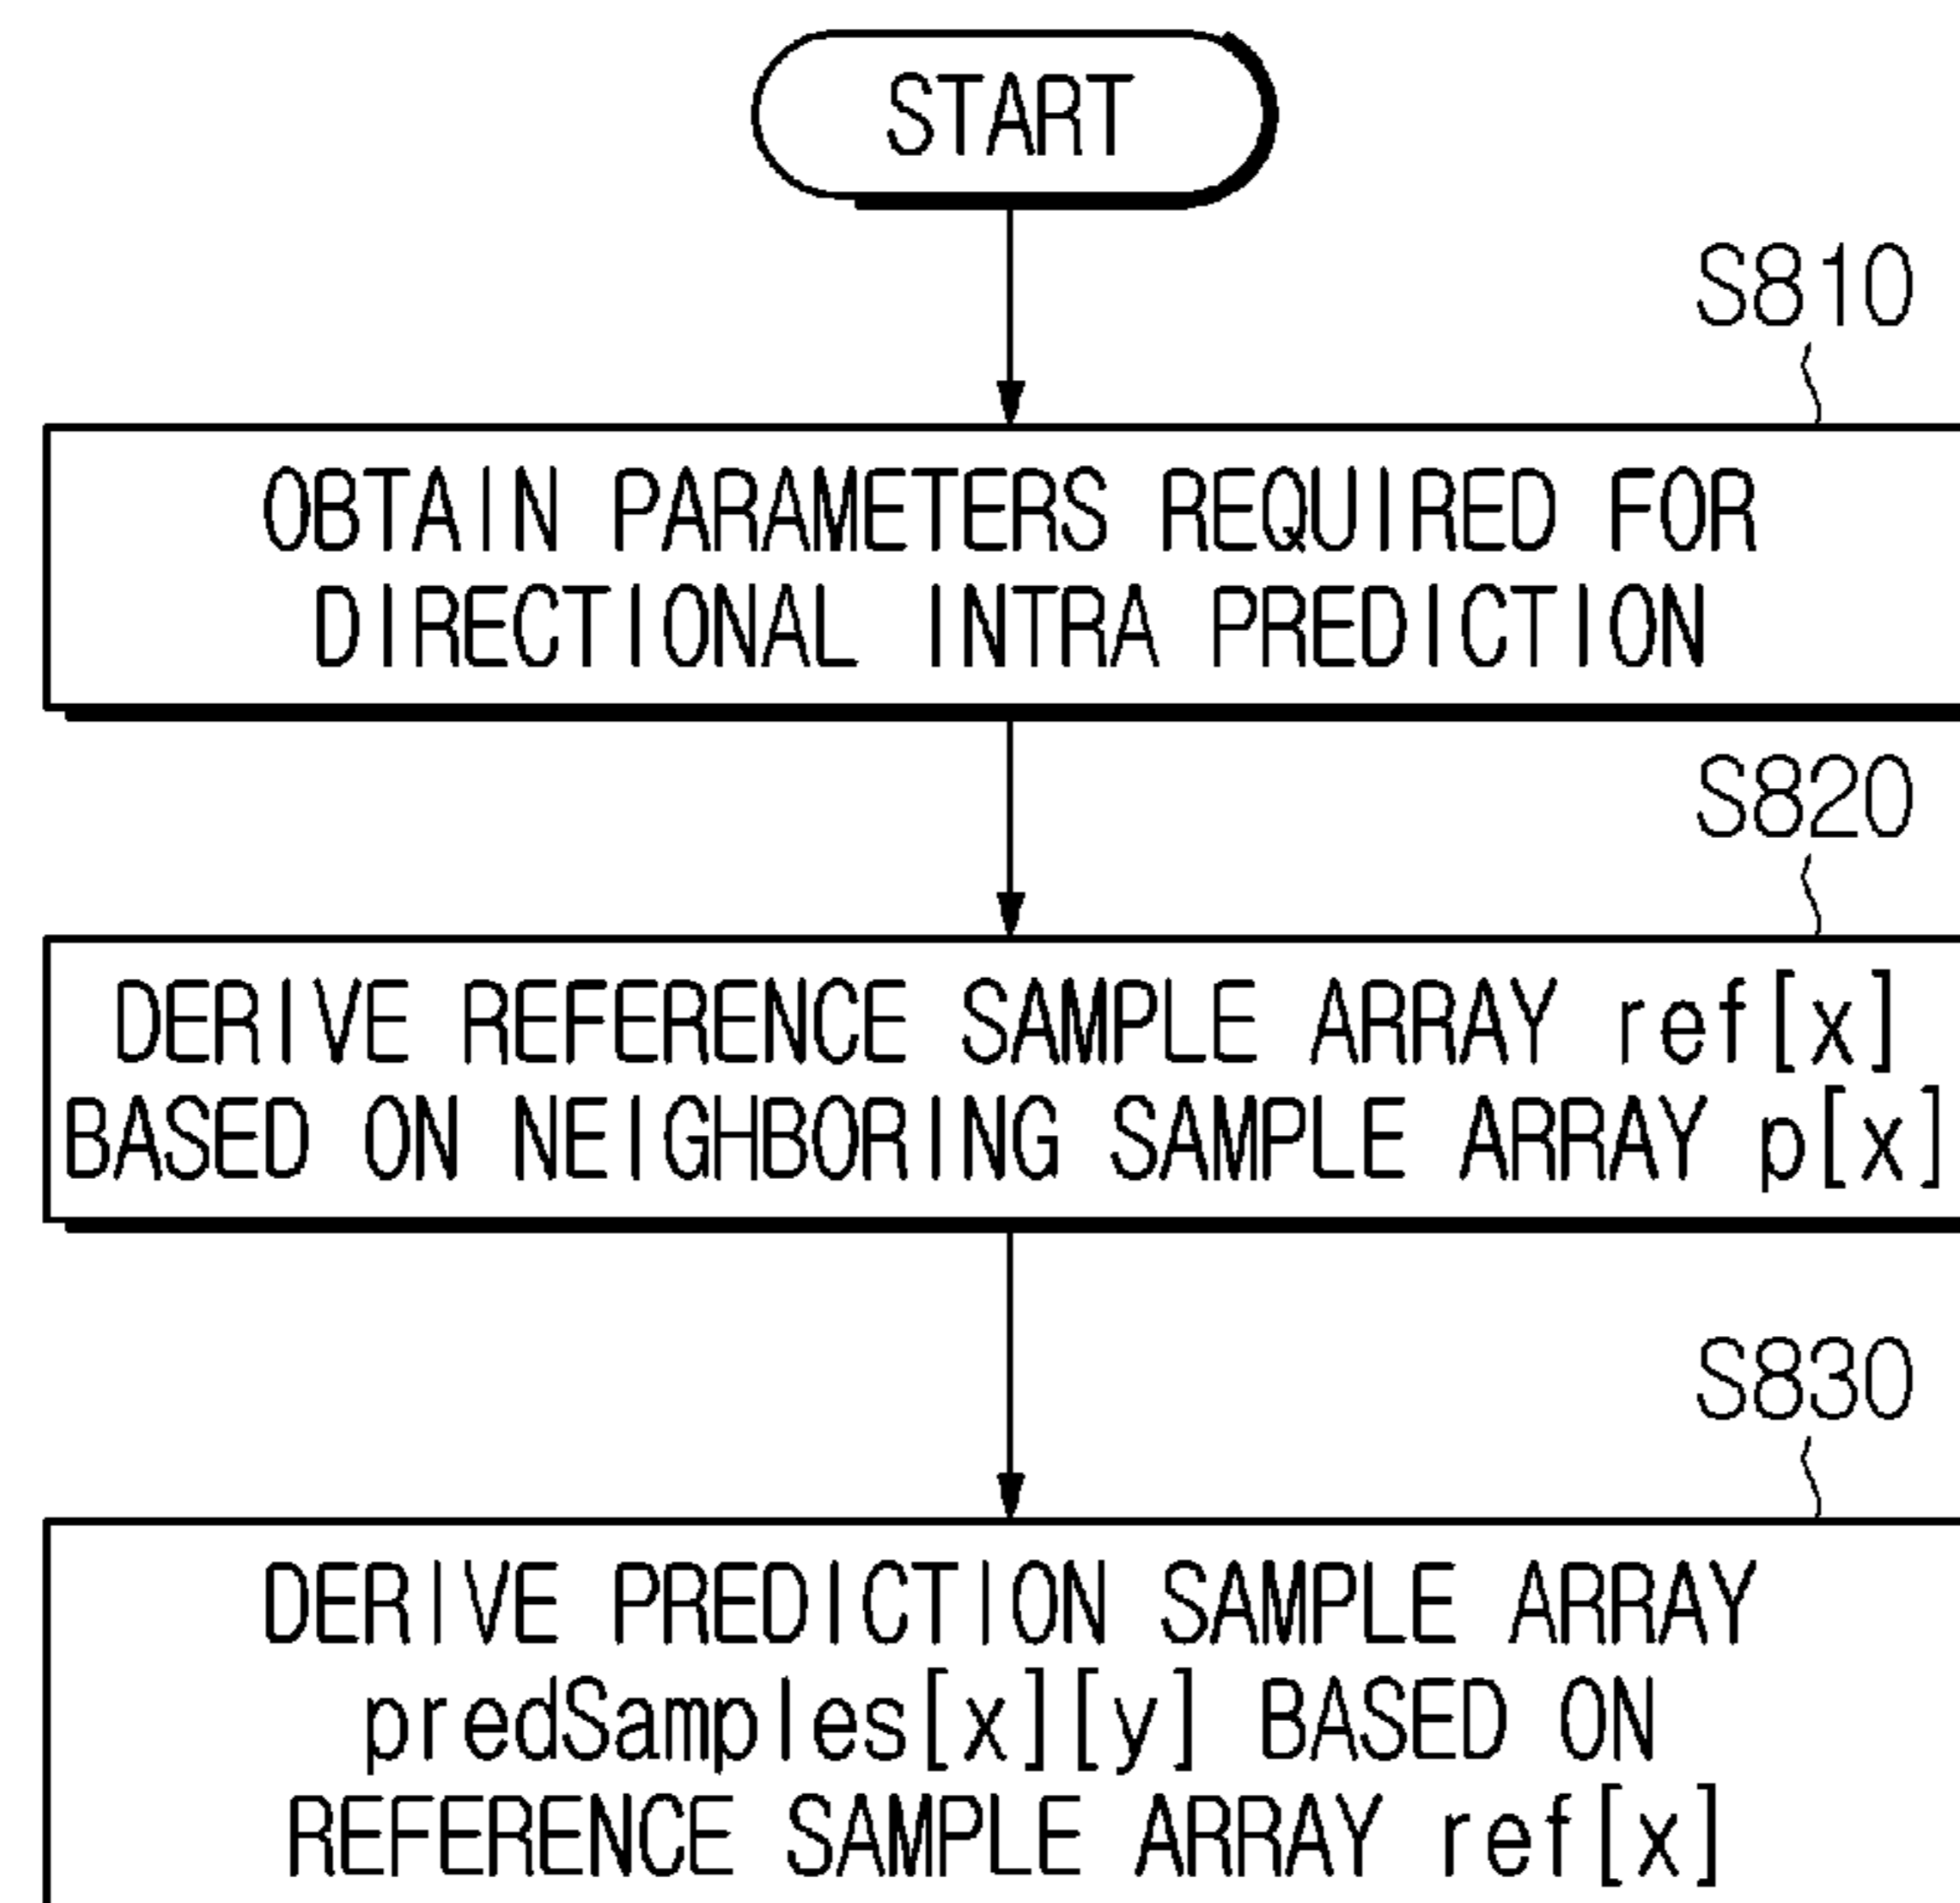 START
S810
OBTAIN PARAMETERS REQUIRED FOR
DIRECTIONAL INTRA PREDICTION
S820
DERIVE REFERENCE SAMPLE ARRAY ref[x]
BASED ON NEIGHBORING SAMPLE ARRAY p[x]
S830
DERIVE PREDICTION SAMPLE ARRAY
predSamples[x][y] BASED ON
REFERENCE SAMPLE ARRAY ref[x]